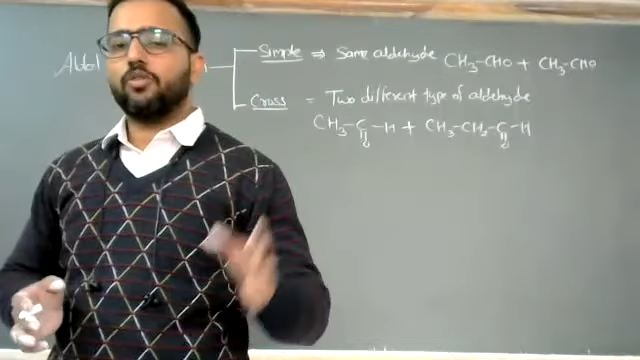 Aldol
Simple ⇒ Same aldehyde CH₃-CHO + CH₃-CHO
Cross = Two different type of aldehyde
CH₃-C-H + CH₃-CH₂-C-H
O O